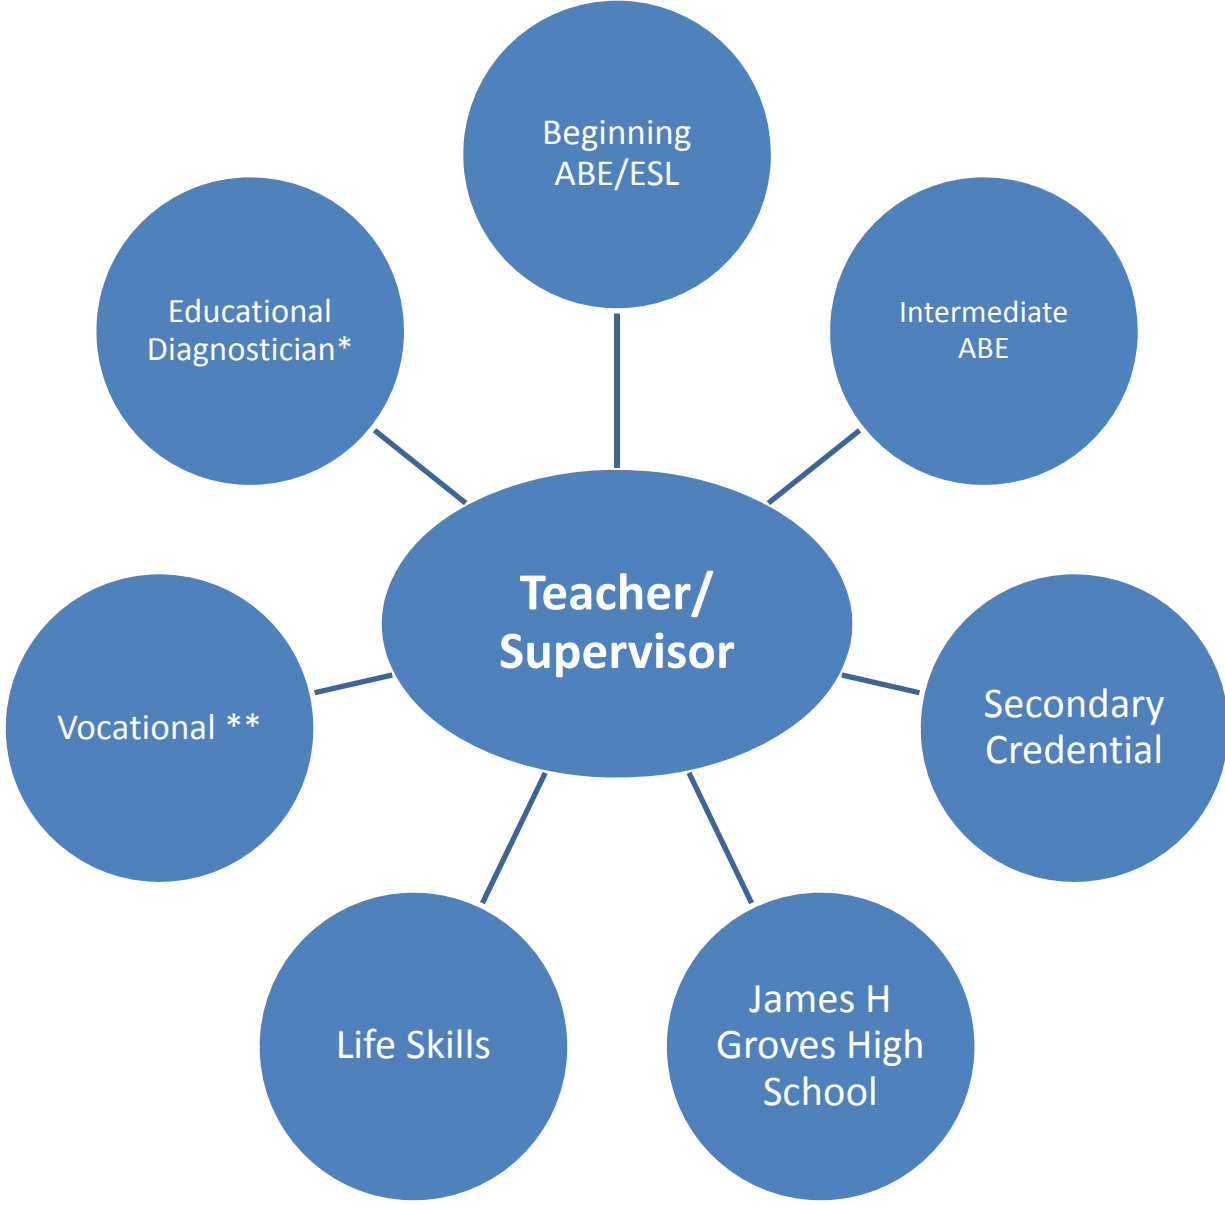 Beginning
ABE/ESL
Intermediate
ABE
Secondary
Credential
James H
Groves High
School
Life Skills
Vocational **
Educational
Diagnostician*
Teacher/
Supervisor